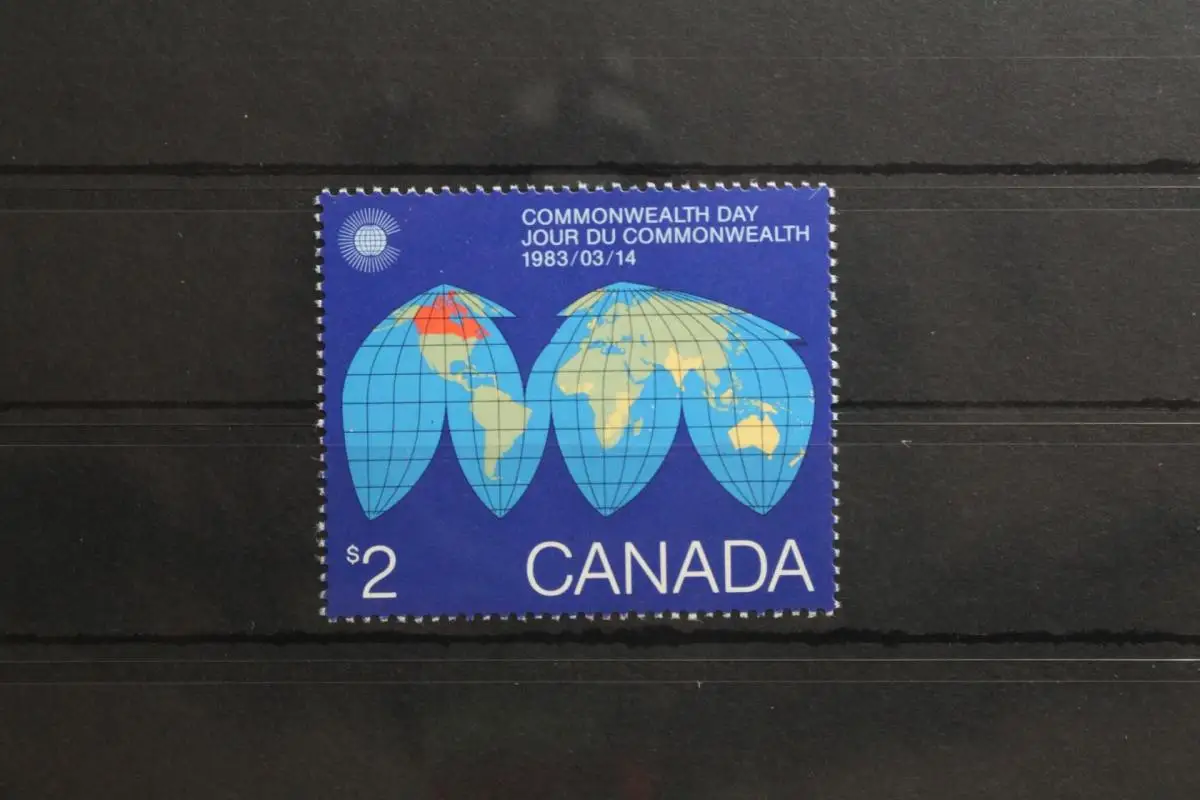 COMMONWEALTH DAY
JOUR DU COMMONWEALTH
1983/03/14
$2
CANADA